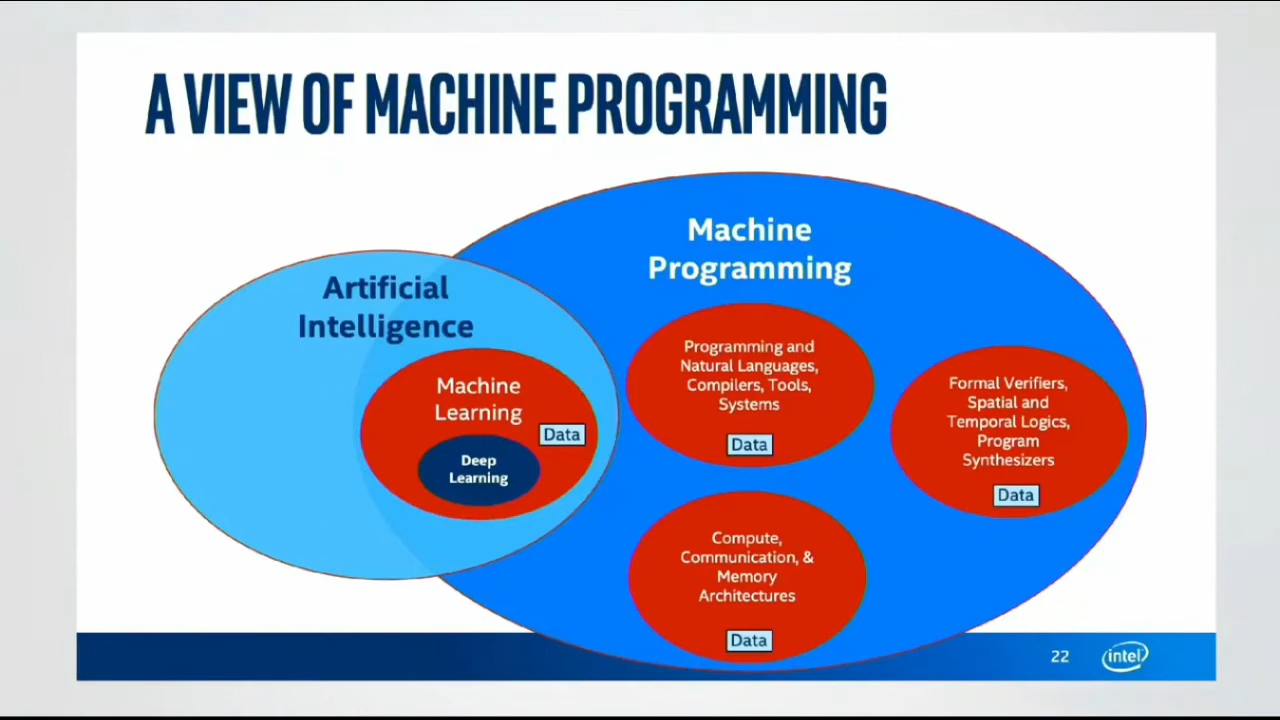 A VIEW OF MACHINE PROGRAMMING
Machine
Programming
Artificial
Intelligence
Machine
Learning
Data
Deep
Learning
Programming and
Natural Languages,
Compilers, Tools,
Systems
Data
Formal Verifiers,
Spatial and
Temporal Logics,
Program
Synthesizers
Data
Compute,
Communication, &
Memory
Architectures
Data
22
intel